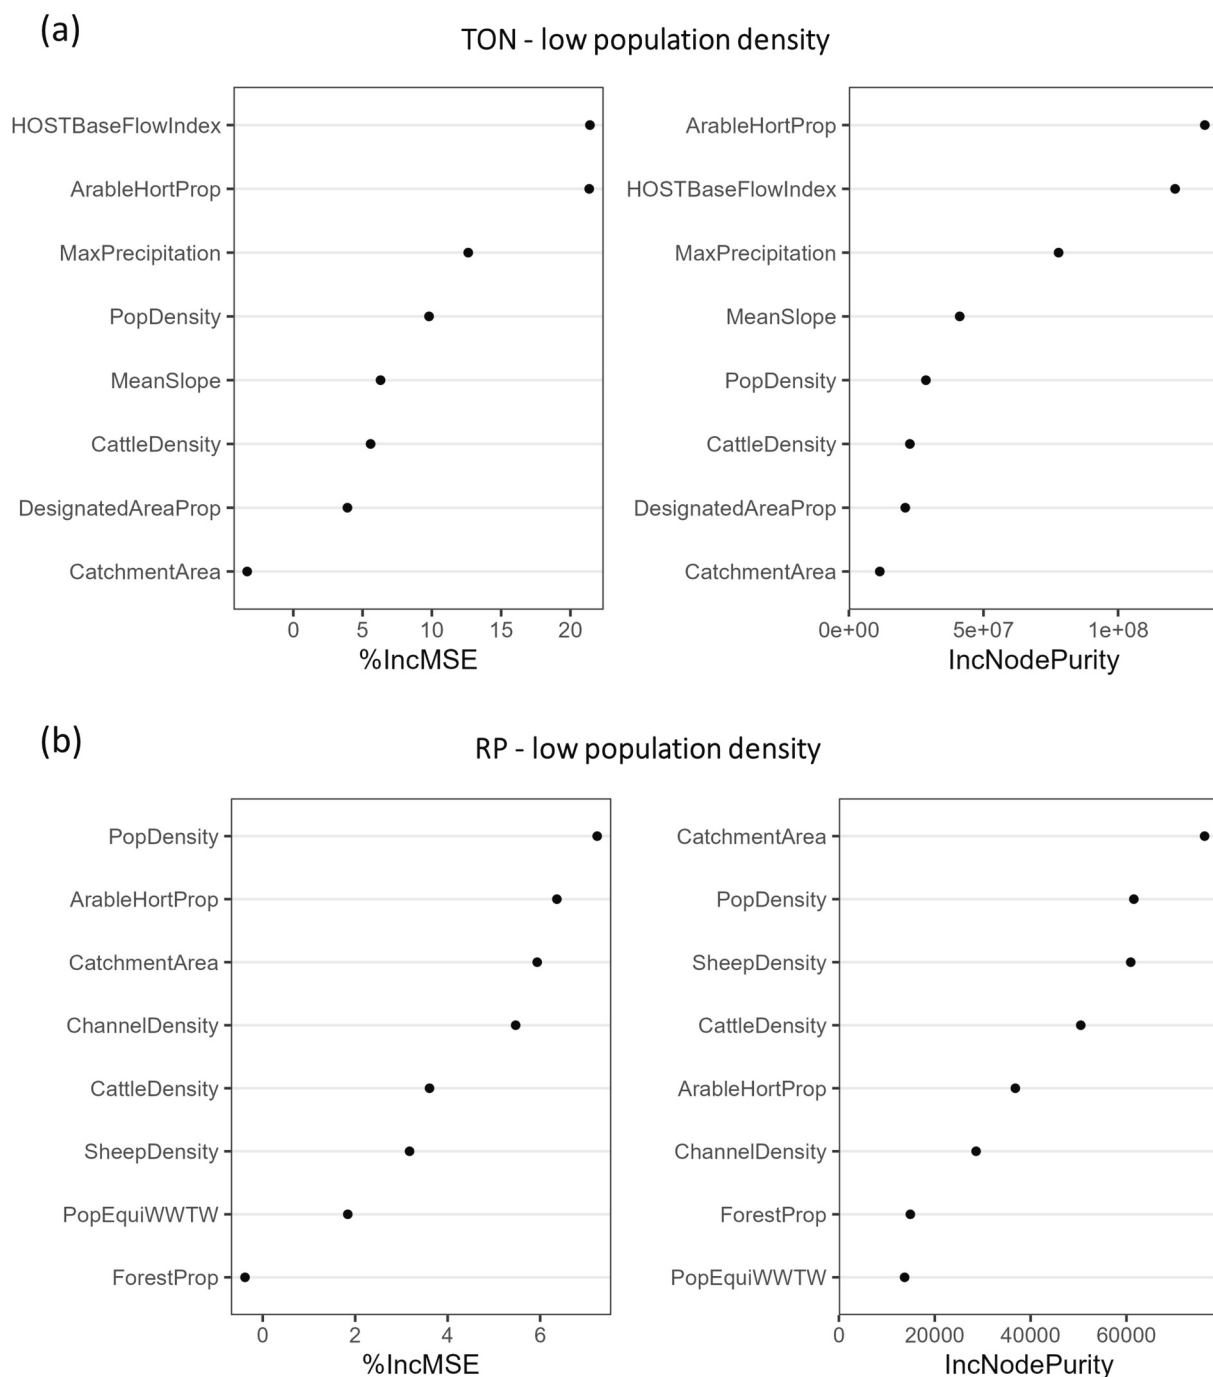 (a)
TON - low population density
HOSTBaseFlowIndex
ArableHortProp
MaxPrecipitation
PopDensity
MeanSlope
CattleDensity
DesignatedAreaProp
CatchmentArea
0 5 10 15 20
%IncMSE
ArableHortProp
HOSTBaseFlowIndex
MaxPrecipitation
MeanSlope
PopDensity
CattleDensity
DesignatedAreaProp
CatchmentArea
0e+00 5e+07 1e+08
IncNodePurity
(b)
RP - low population density
PopDensity
ArableHortProp
CatchmentArea
ChannelDensity
CattleDensity
SheepDensity
PopEquiWWTW
ForestProp
0 2 4 6
%IncMSE
CatchmentArea
PopDensity
SheepDensity
CattleDensity
ArableHortProp
ChannelDensity
ForestProp
PopEquiWWTW
0 20000 40000 60000
IncNodePurity